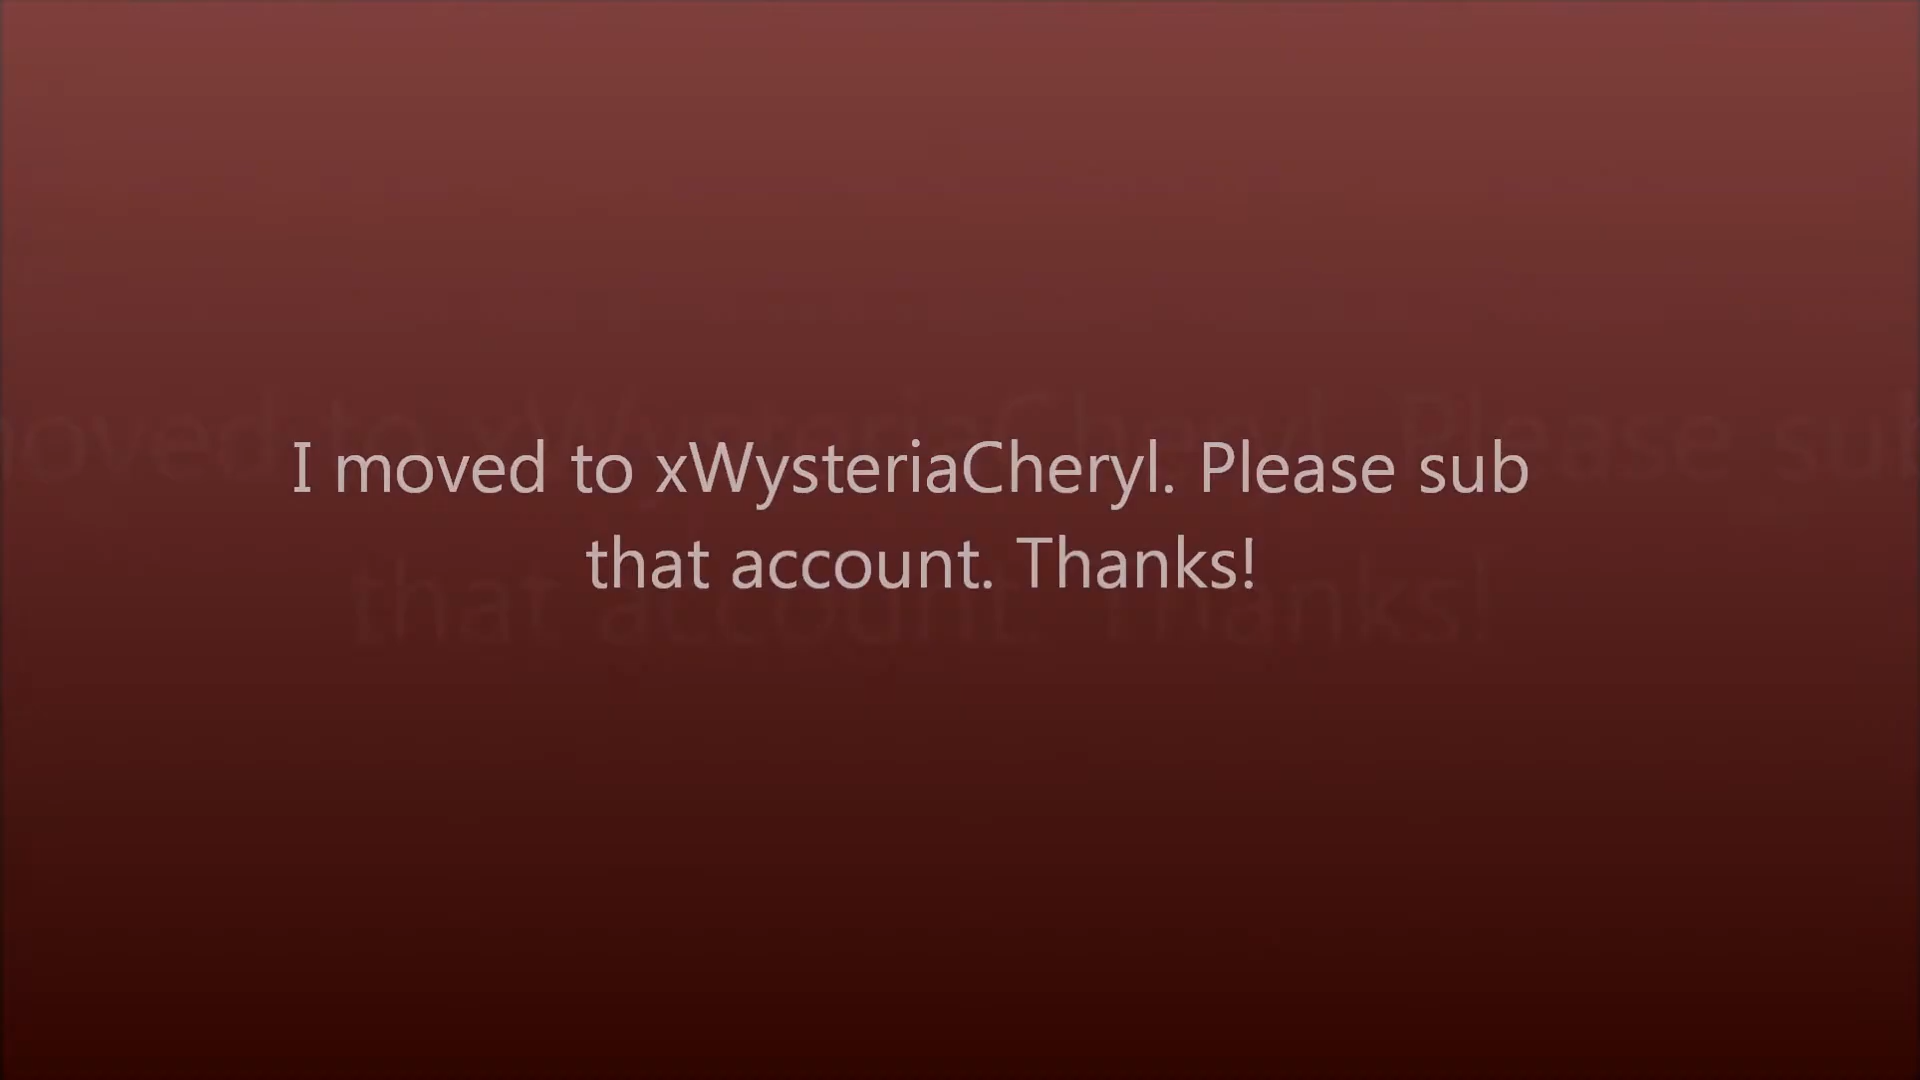 I moved to xWysteriaCheryl. Please sub
that account. Thanks!